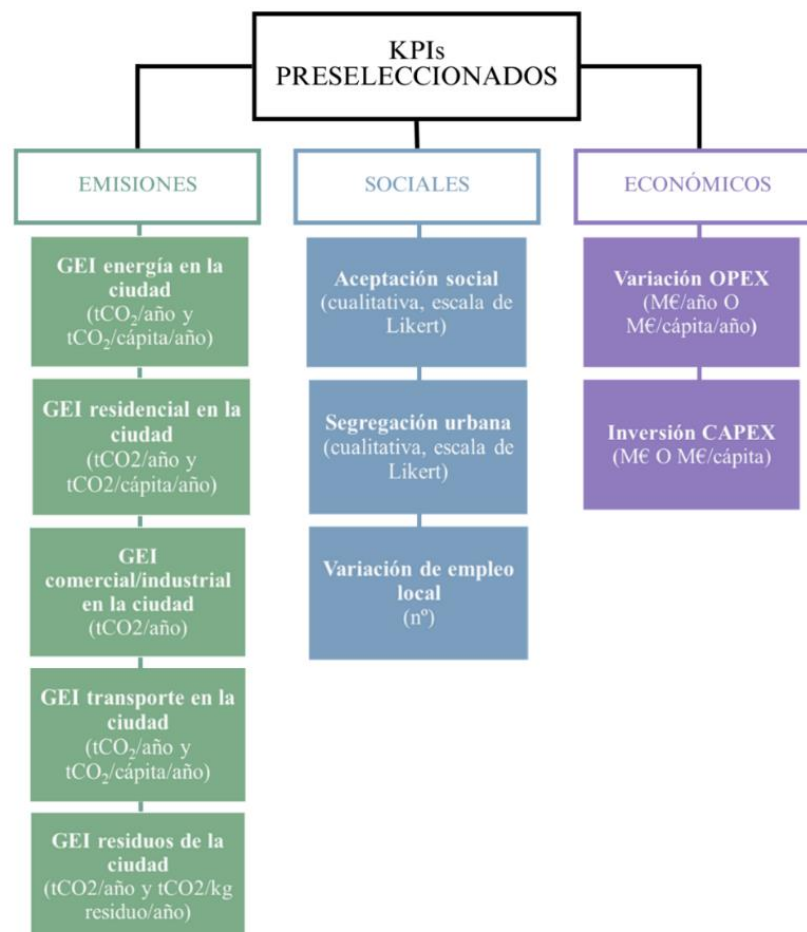 KPIs
PRESELECCIONADOS
EMISIONES
GEI energía en la
ciudad
(tCO₂/año y
tCO₂/cápita/año)
GEI residencial en la
ciudad
(tCO2/año y
tCO2/cápita/año)
GEI
comercial/industrial
en la ciudad
(tCO2/año)
GEI transporte en la
ciudad
(tCO₂/año y
tCO₂/cápita/año)
GEI residuos de la
ciudad
(tCO2/año y tCO2/kg
residuo/año)
SOCIALES
Aceptación social
(cualitativa, escala de
Likert)
Segregación urbana
(cualitativa, escala de
Likert)
Variación de empleo
local
(nº)
ECONÓMICOS
Variación OPEX
(M€/año O
M€/cápita/año)
Inversión CAPEX
(M€ O M€/cápita)